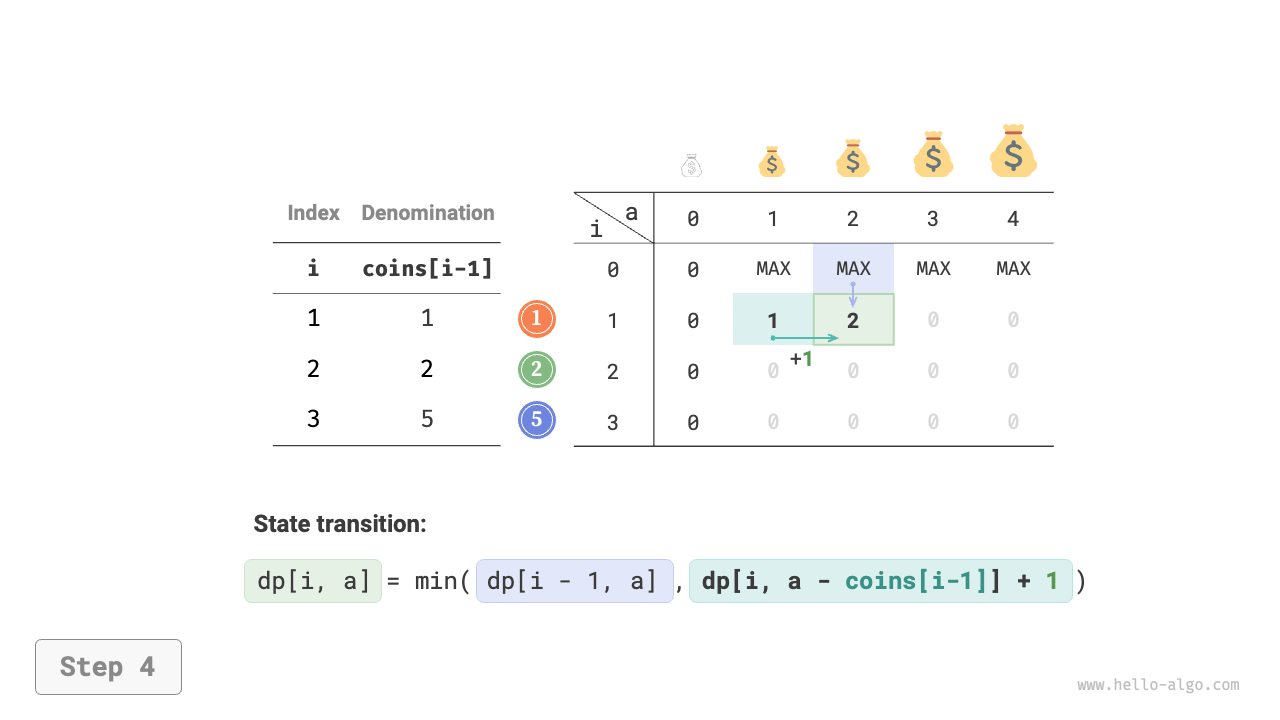 Index Denomination
i coins[i-1]
1 1 1
2 2 2
3 5 5
$ $ $ $ $
a
i
0 1 2 3 4
0 0 MAX MAX MAX MAX
1 0 1 2 0 0
+1
2 0 0 0 0 0
3 0 0 0 0 0
State transition:
dp[i, a] = min( dp[i - 1, a] , dp[i, a - coins[i-1]] + 1 )
Step 4
www.hello-algo.com